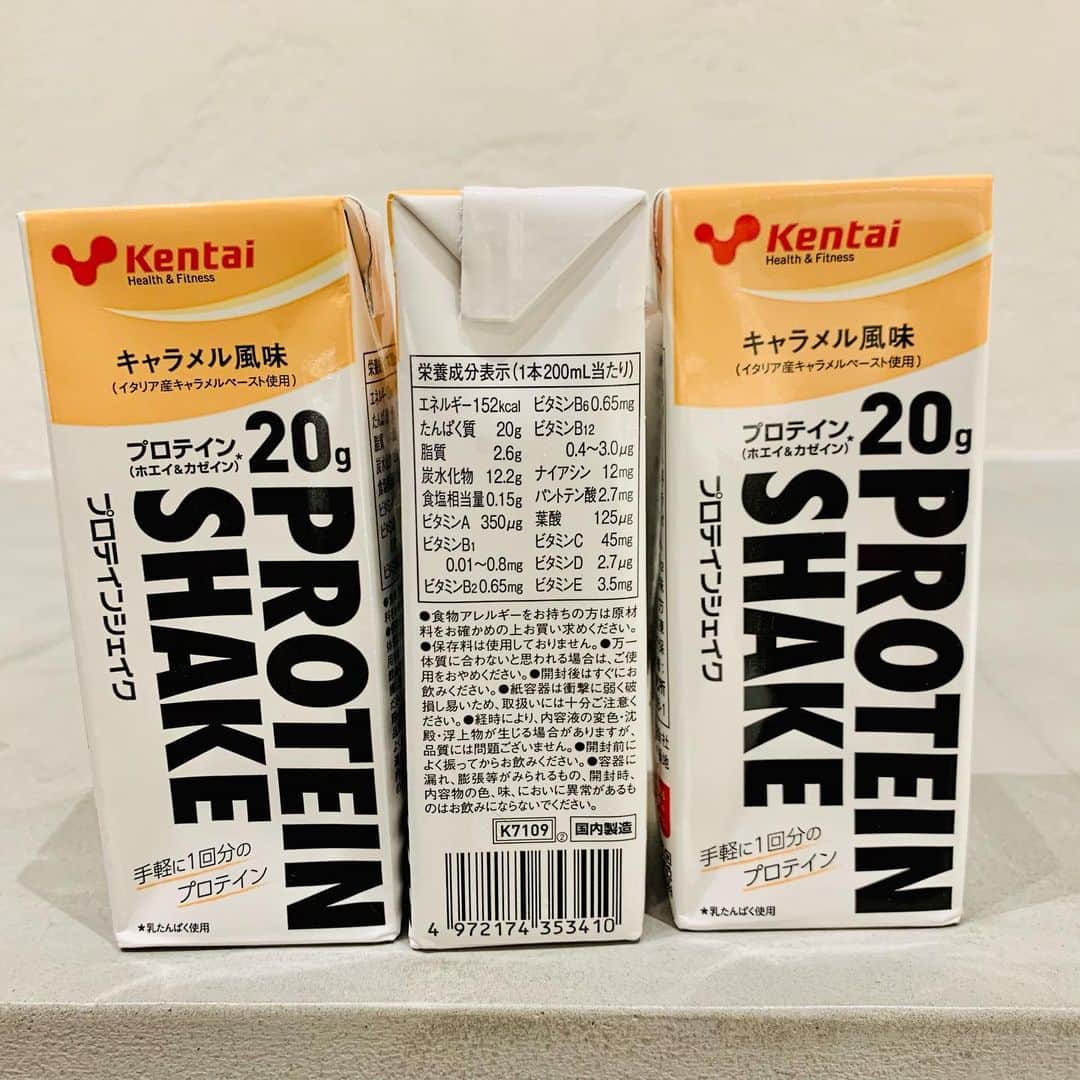 Kentai
Health & Fitness
キャラメル風味
(イタリア産キャラメルペースト使用)
プロテイン
(ホエイ&カゼイン)*
20g
PROTEIN
SHAKE
プロテインシェイク
手軽に1回分の
プロテイン
★乳たんぱく使用
栄養成分表示(1本200mL当たり)
エネルギー152kcal
たんぱく質 20g
脂質 2.6g
炭水化物 12.2g
食塩相当量0.15g
ビタミンA 350μg
ビタミンB1
0.01〜0.8mg
ビタミンB2 0.65mg
ビタミンB6 0.65mg
ビタミンB12
0.4〜3.0μg
ナイアシン 12mg
パントテン酸2.7mg
葉酸 125μg
ビタミンC 45mg
ビタミンD 2.7μg
ビタミンE 3.5mg
●食物アレルギーをお持ちの方は原材
料をお確かめの上お買い求めください。
●保存料は使用しておりません。●万一
体質に合わないと思われる場合は、ご使
用をおやめください。●開封後はすぐにお
飲みください。●紙容器は衝撃に弱く破
損し易いため、取扱いには十分ご注意く
ださい。●経時により、内容液の変色・沈
殿・浮上物が生じる場合がありますが、
品質には問題ございません。●開封前に
よく振ってからお飲みください。●容器に
漏れ、膨張等がみられるもの、開封時、
内容物の色、味、においに異常があるも
のはお飲みにならないでください。
K7109 ② 国内製造
4 972174 353410
Kentai
Health & Fitness
キャラメル風味
(イタリア産キャラメルペースト使用)
プロテイン
(ホエイ&カゼイン)*
20g
PROTEIN
SHAKE
プロテインシェイク
手軽に1回分の
プロテイン
★乳たんぱく使用